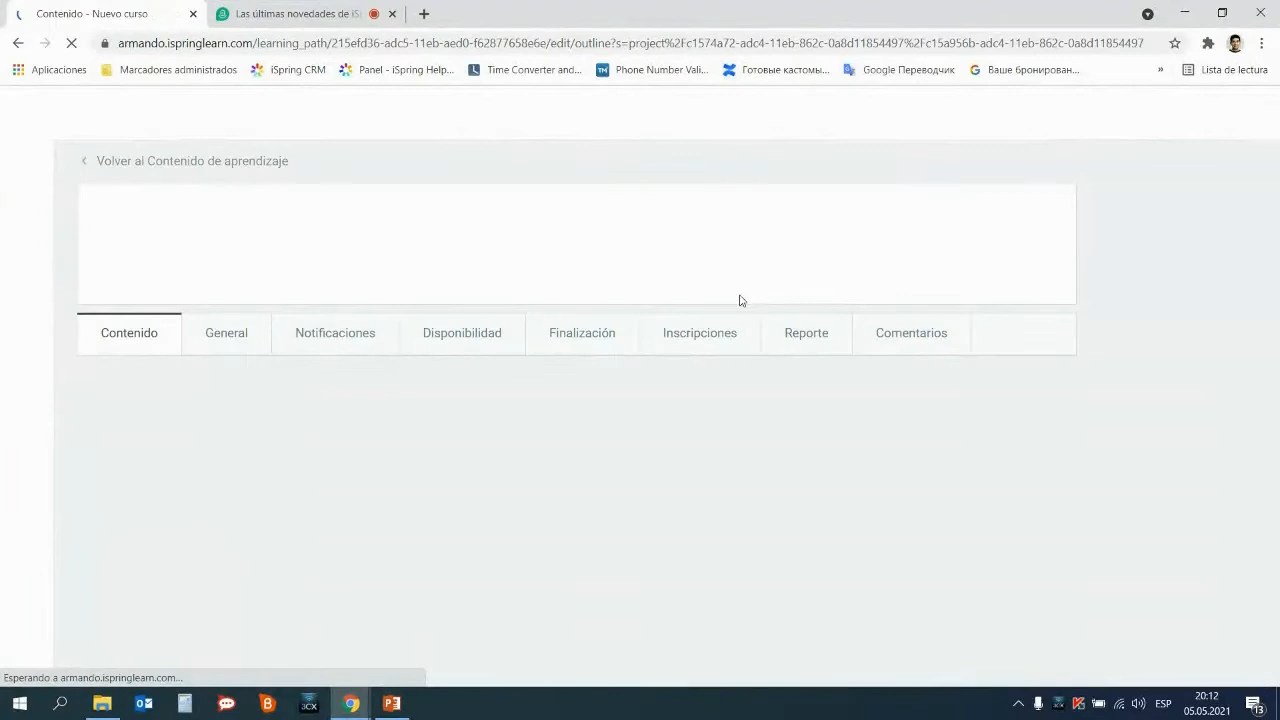 Contenido - Nuevo curso
Las últimas novedades de iS
armando.ispringlearn.com/learning_path/215efd36-adc5-11eb-aed0-f62877658e6e/edit/outline?s=project%2Fc1574a72-adc4-11eb-862c-0a8d11854497%2Fc15a956b-adc4-11eb-862c-0a8d11854497
Aplicaciones
Marcadores administrados
iSpring CRM
Panel - iSpring Help...
Time Converter and...
TM
Phone Number Vali...
Готовые кастомы...
Google Переводчик
Ваше бронирован...
»
Lista de lectura
Volver al Contenido de aprendizaje
Contenido
General
Notificaciones
Disponibilidad
Finalización
Inscripciones
Reporte
Comentarios
Esperando a armando.ispringlearn.com...
3CX
ESP
20:12
05.05.2021
13